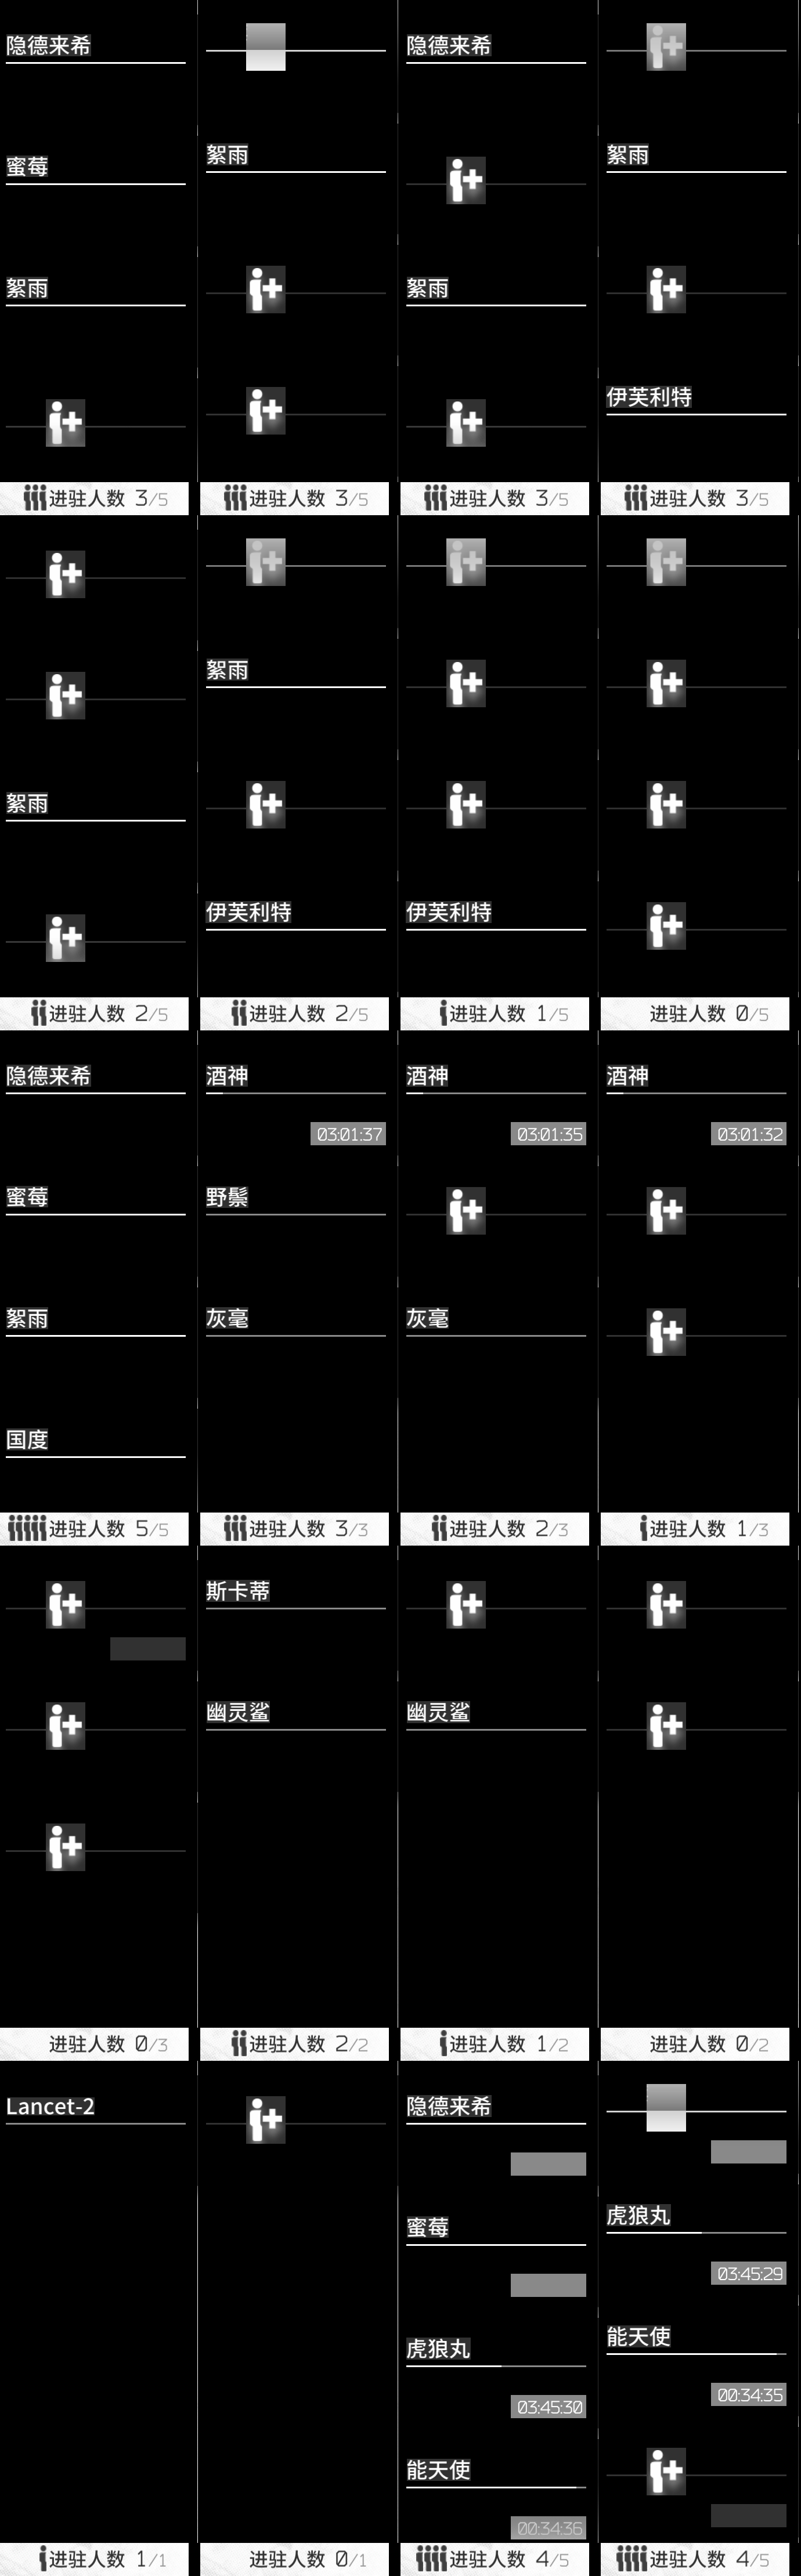 隐德来希
蜜莓
絮雨
进驻人数 3/5
絮雨
进驻人数 3/5
隐德来希
絮雨
进驻人数 3/5
絮雨
伊芙利特
进驻人数 3/5
絮雨
进驻人数 2/5
絮雨
伊芙利特
进驻人数 2/5
伊芙利特
进驻人数 1/5
进驻人数 0/5
隐德来希
蜜莓
絮雨
国度
进驻人数 5/5
酒神
03:01:37
野鬃
灰毫
进驻人数 3/3
酒神
03:01:35
灰毫
进驻人数 2/3
酒神
03:01:32
进驻人数 1/3
进驻人数 0/3
斯卡蒂
幽灵鲨
进驻人数 2/2
幽灵鲨
进驻人数 1/2
进驻人数 0/2
Lancet-2
进驻人数 1/1
进驻人数 0/1
隐德来希
蜜莓
虎狼丸
03:45:30
能天使
00:34:36
进驻人数 4/5
虎狼丸
03:45:29
能天使
00:34:35
进驻人数 4/5